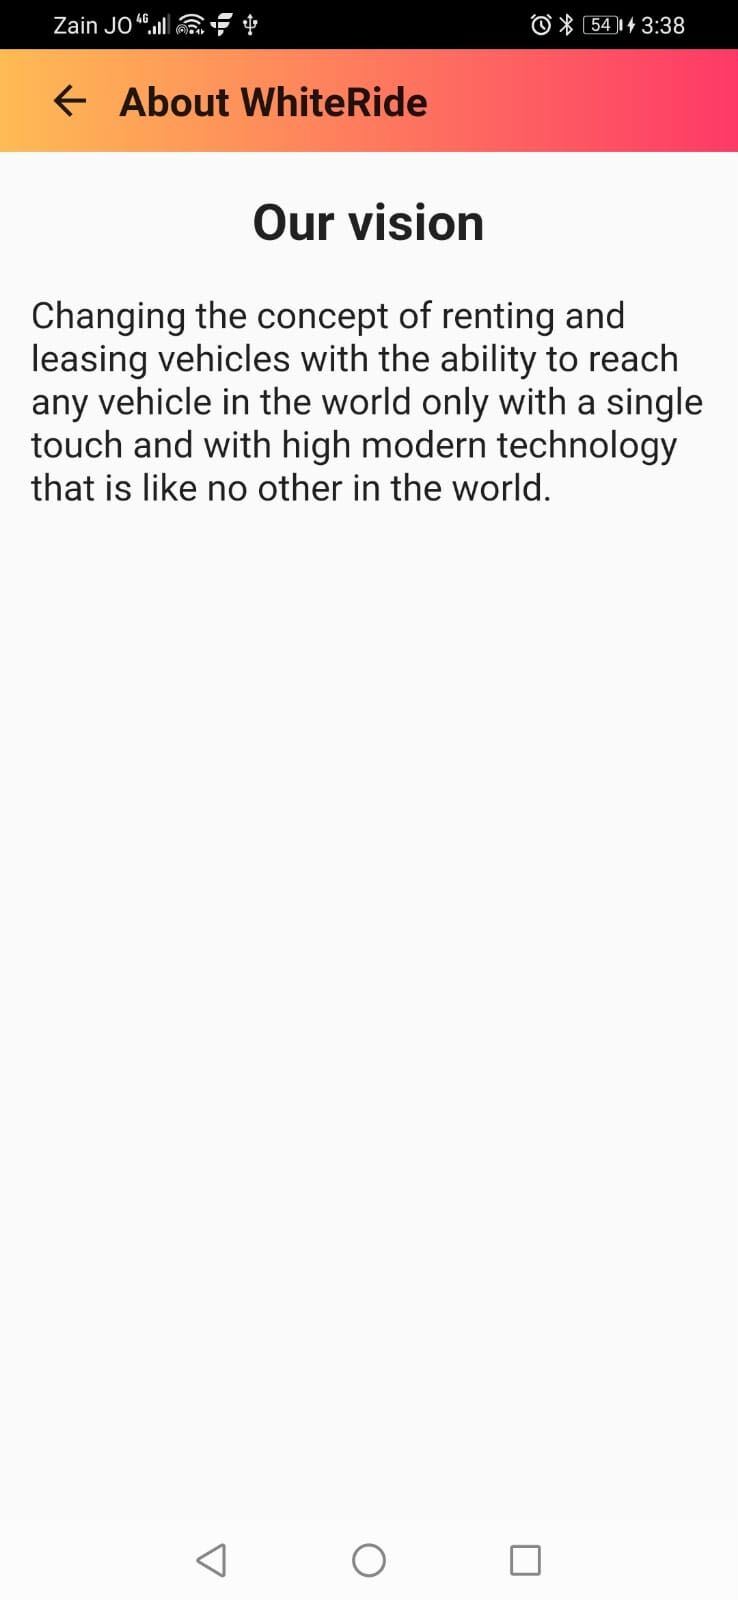 Zain JO 4G 54 3:38
About WhiteRide
Our vision
Changing the concept of renting and
leasing vehicles with the ability to reach
any vehicle in the world only with a single
touch and with high modern technology
that is like no other in the world.